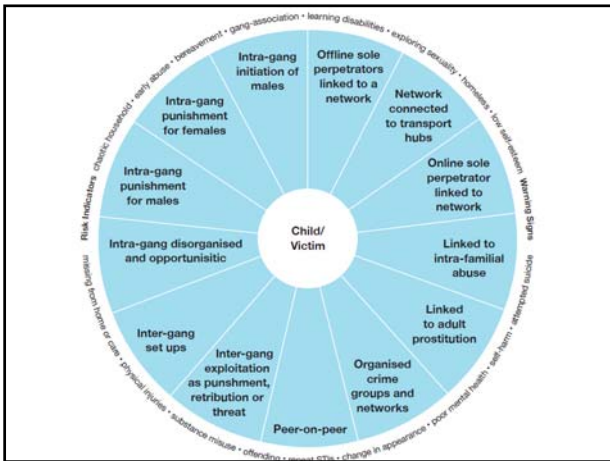 Risk Indicators
chaotic household • early abuse • bereavement • gang-association • learning disabilities • exploring sexuality • homeless • low self-esteem
Warning Signs
Offline sole
perpetrators
linked to a
network
Network
connected
to transport
hubs
Online sole
perpetrator
linked to
network
Linked to
intra-familial
abuse
Linked
to adult
prostitution
Organised
crime
groups and
networks
Peer-on-peer
Inter-gang
exploitation
as punshment,
retribution or
threat
Inter-gang
set ups
Intra-gang disorganised
and opportunisitic
Intra-gang
punishment
for males
Intra-gang
punishment
for females
Intra-gang
initiation of
males
Child/
Victim
missing from home or care • physical injuries • substance misuse • offending • repeat STIs • change in appearance • poor mental health • self-harm • attempted suicide